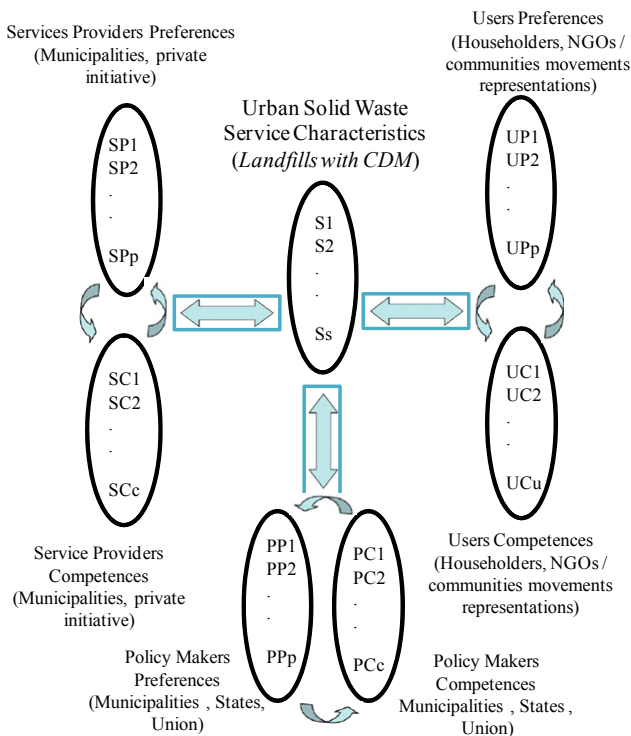 Services Providers Preferences
(Municipalities, private
initiative)
SP1
SP2
.
.
SPp
Urban Solid Waste
Service Characteristics
(Landfills with CDM)
S1
S2
.
.
Ss
Users Preferences
(Householders, NGOs /
communities movements
representations)
UP1
UP2
.
.
UPp
SC1
SC2
.
.
SCc
Service Providers
Competences
(Municipalities, private
initiative)
UC1
UC2
.
.
UCu
Users Competences
(Householders, NGOs /
communities movements
representations)
PP1
PP2
.
.
PPp
Policy Makers
Preferences
(Municipalities , States,
Union)
PC1
PC2
.
.
PCc
Policy Makers
Competences
Municipalities , States ,
Union)